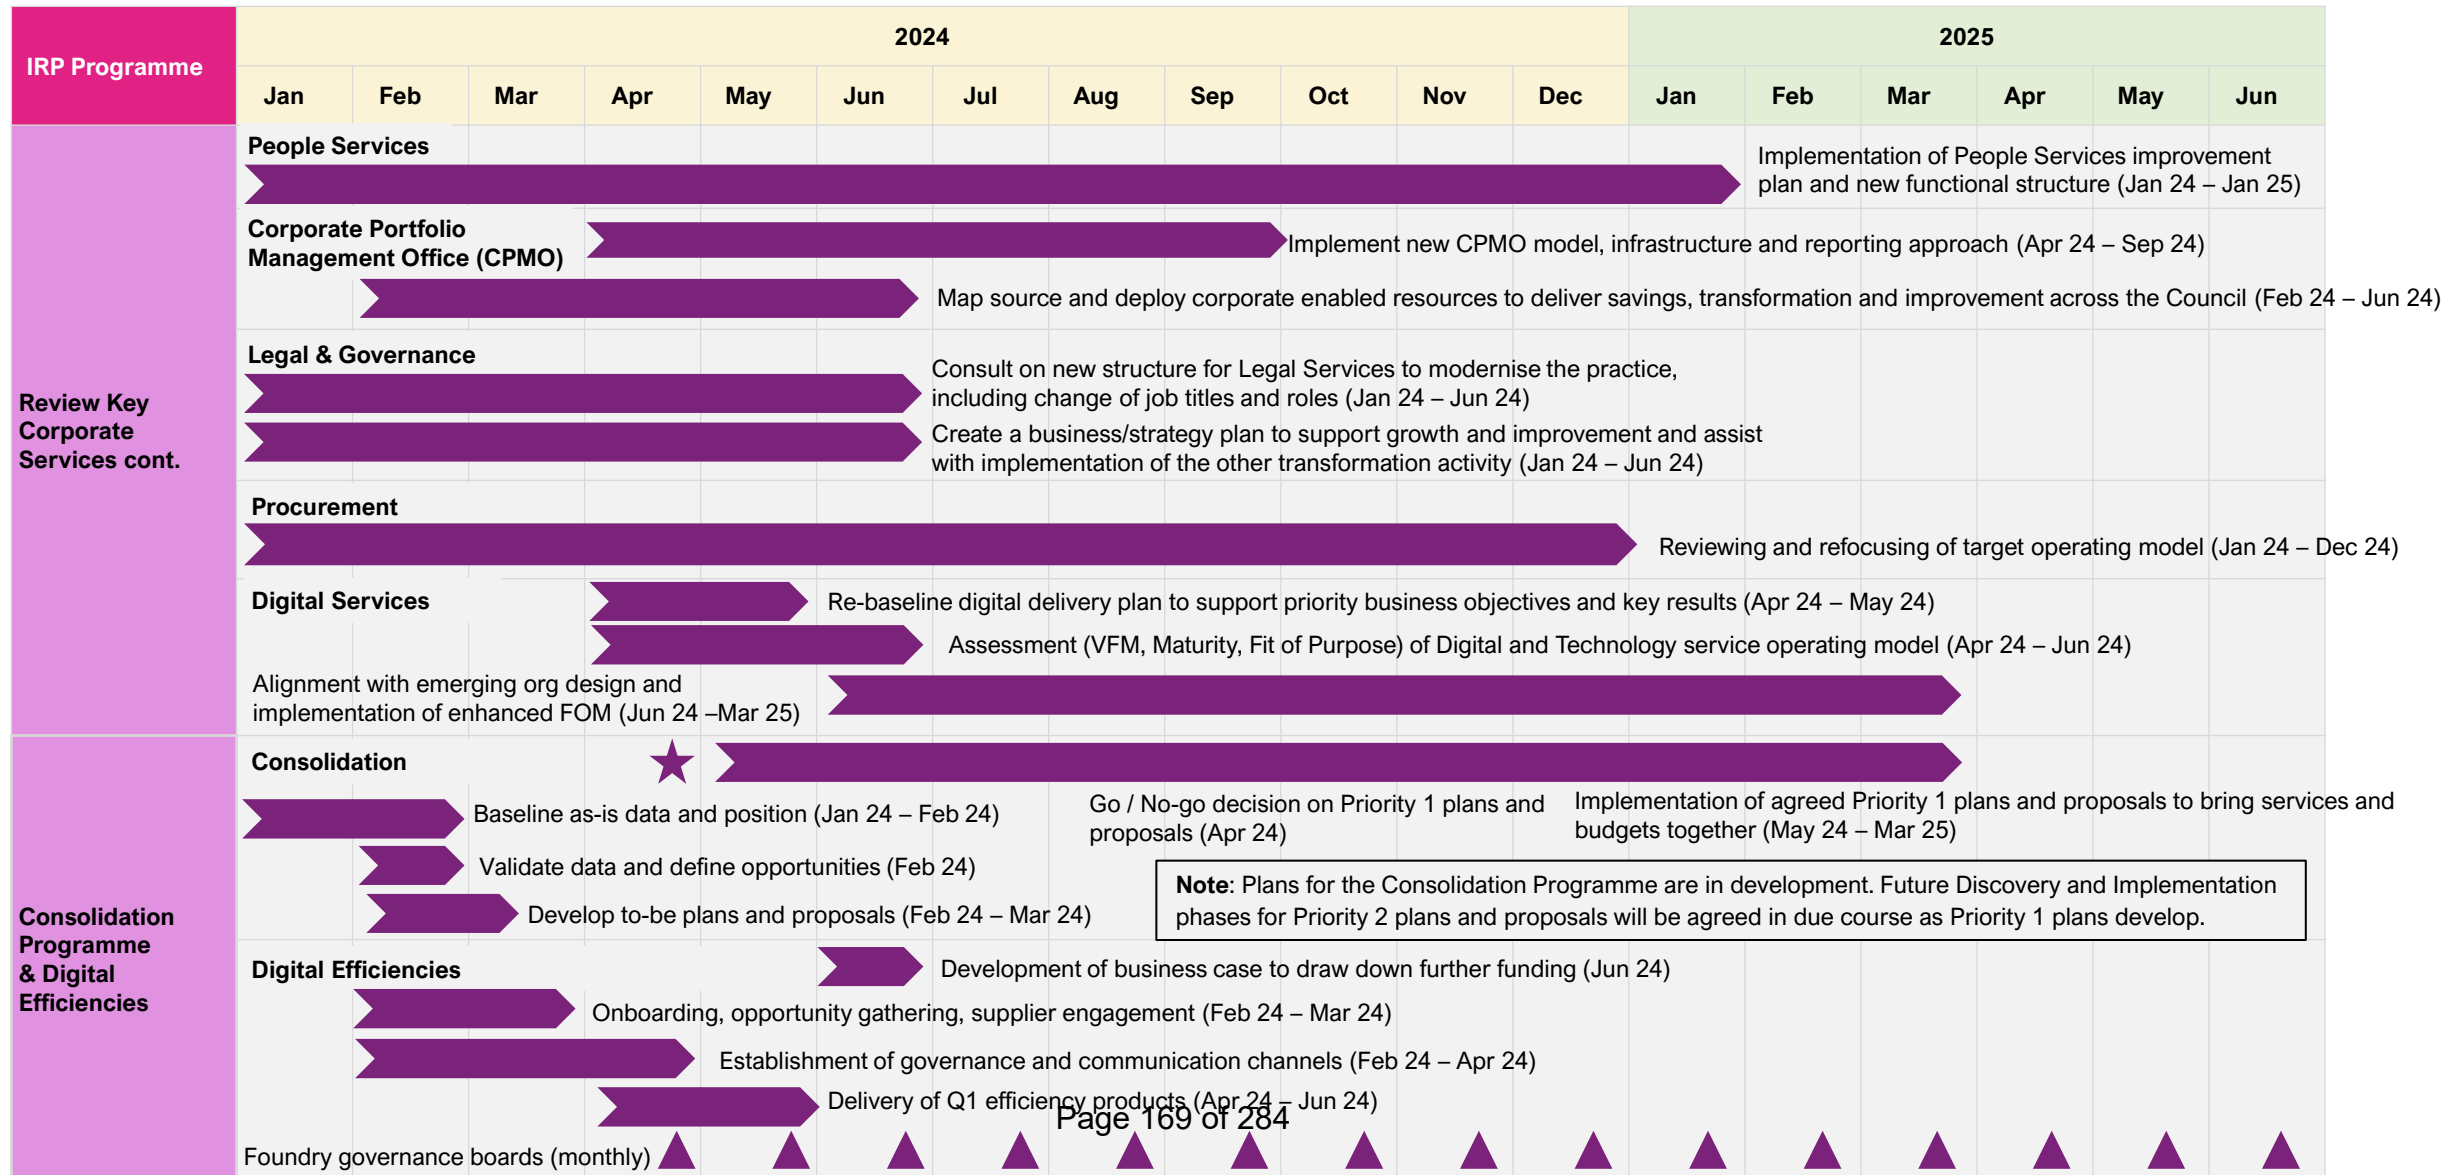 IRP Programme
2024
2025
Jan Feb Mar Apr May Jun Jul Aug Sep Oct Nov Dec Jan Feb Mar Apr May Jun
Review Key
Corporate
Services cont.
People Services
Implementation of People Services improvement
plan and new functional structure (Jan 24 – Jan 25)
Corporate Portfolio
Management Office (CPMO)
Implement new CPMO model, infrastructure and reporting approach (Apr 24 – Sep 24)
Map source and deploy corporate enabled resources to deliver savings, transformation and improvement across the Council (Feb 24 – Jun 24)
Legal & Governance
Consult on new structure for Legal Services to modernise the practice,
including change of job titles and roles (Jan 24 – Jun 24)
Create a business/strategy plan to support growth and improvement and assist
with implementation of the other transformation activity (Jan 24 – Jun 24)
Procurement
Reviewing and refocusing of target operating model (Jan 24 – Dec 24)
Digital Services
Re-baseline digital delivery plan to support priority business objectives and key results (Apr 24 – May 24)
Assessment (VFM, Maturity, Fit of Purpose) of Digital and Technology service operating model (Apr 24 – Jun 24)
Alignment with emerging org design and
implementation of enhanced FOM (Jun 24 –Mar 25)
Consolidation
Programme
& Digital
Efficiencies
Consolidation
Baseline as-is data and position (Jan 24 – Feb 24)
Go / No-go decision on Priority 1 plans and
proposals (Apr 24)
Implementation of agreed Priority 1 plans and proposals to bring services and
budgets together (May 24 – Mar 25)
Validate data and define opportunities (Feb 24)
Develop to-be plans and proposals (Feb 24 – Mar 24)
Note: Plans for the Consolidation Programme are in development. Future Discovery and Implementation
phases for Priority 2 plans and proposals will be agreed in due course as Priority 1 plans develop.
Digital Efficiencies
Development of business case to draw down further funding (Jun 24)
Onboarding, opportunity gathering, supplier engagement (Feb 24 – Mar 24)
Establishment of governance and communication channels (Feb 24 – Apr 24)
Delivery of Q1 efficiency products (Apr 24 – Jun 24)
Page 169 of 284
Foundry governance boards (monthly)